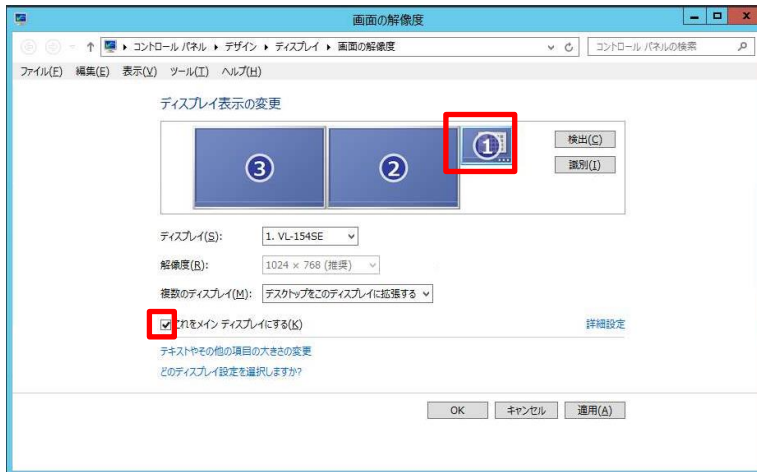 画面の解像度
コントロール パネル ▸ デザイン ▸ ディスプレイ ▸ 画面の解像度
コントロール パネルの検索
ファイル(F) 編集(E) 表示(V) ツール(T) ヘルプ(H)
ディスプレイ表示の変更
3 2 1
検出(C)
識別(I)
ディスプレイ(S): 1. VL-154SE
解像度(R): 1024 × 768 (推奨)
複数のディスプレイ(M): デスクトップをこのディスプレイに拡張する
これをメイン ディスプレイにする(K) 詳細設定
テキストやその他の項目の大きさの変更
どのディスプレイ設定を選択しますか?
OK キャンセル 適用(A)